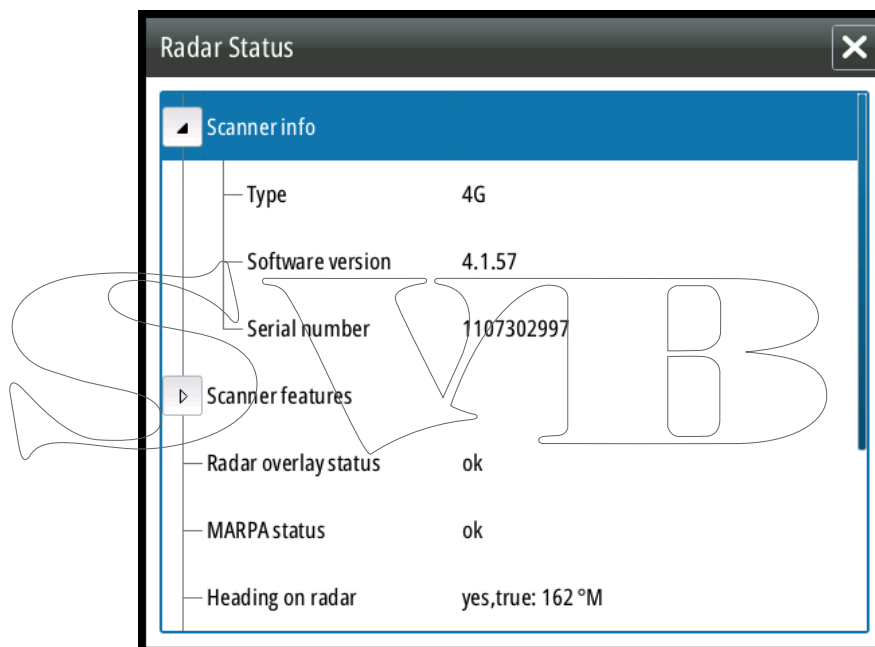 Radar Status
Scanner info
Type 4G
Software version 4.1.57
Serial number 1107302997
Scanner features
Radar overlay status ok
MARPA status ok
Heading on radar yes,true: 162 °M
SVB